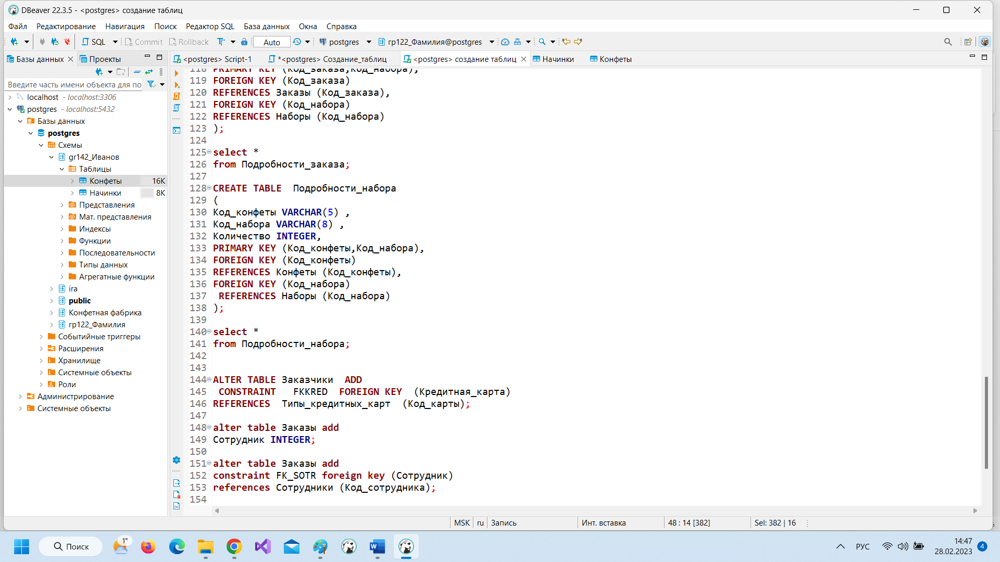 DBeaver 22.3.5 - <postgres> создание таблиц
Файл Редактирование Навигация Поиск Редактор SQL База данных Окна Справка
SQL Commit Rollback Auto postgres гр122_Фамилия@postgres
Базы данных Проекты
<postgres> Script-1 *<postgres> Создание_таблиц <postgres> создание таблиц Начинки Конфеты
Введите часть имени объекта для по
localhost - localhost:3306
postgres - localhost:5432
Базы данных
postgres
Схемы
gr142_Иванов
Таблицы
Конфеты 16K
Начинки 8K
Представления
Мат. представления
Индексы
Функции
Последовательности
Типы данных
Агрегатные функции
ira
public
Конфетная фабрика
гр122_Фамилия
Событийные триггеры
Расширения
Хранилище
Системные объекты
Роли
Администрирование
Системные объекты
118 PRIMARY KEY (Код_заказа,Код_набора),
119 FOREIGN KEY (Код_заказа)
120 REFERENCES Заказы (Код_заказа),
121 FOREIGN KEY (Код_набора)
122 REFERENCES Наборы (Код_набора)
123 );
124
125 select *
126 from Подробности_заказа;
127
128 CREATE TABLE  Подробности_набора
129 (
130 Код_конфеты VARCHAR(5) ,
131 Код_набора VARCHAR(8) ,
132 Количество INTEGER,
133 PRIMARY KEY (Код_конфеты,Код_набора),
134 FOREIGN KEY (Код_конфеты)
135 REFERENCES Конфеты (Код_конфеты),
136 FOREIGN KEY (Код_набора)
137  REFERENCES Наборы (Код_набора)
138 );
139
140 select *
141 from Подробности_набора;
142
143
144 ALTER TABLE Заказчики  ADD
145  CONSTRAINT   FKKRED  FOREIGN KEY  (Кредитная_карта)
146 REFERENCES  Типы_кредитных_карт  (Код_карты);
147
148 alter table Заказы add
149 Сотрудник INTEGER;
150
151 alter table Заказы add
152 constraint FK_SOTR foreign key (Сотрудник)
153 references Сотрудники (Код_сотрудника);
154
MSK ru Запись Инт. вставка 48 : 14 [382] Sel: 382 | 16
Поиск 1° РУС 14:47
28.02.2023 4